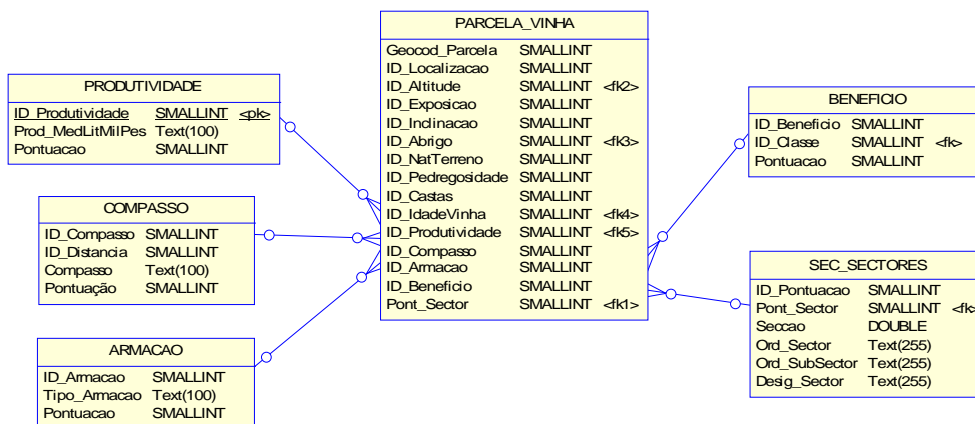 PARCELA_VINHA
Geocod_Parcela SMALLINT
ID_Localizacao SMALLINT
ID_Altitude SMALLINT <fk2>
ID_Exposicao SMALLINT
ID_Inclinacao SMALLINT
ID_Abrigo SMALLINT <fk3>
ID_NatTerreno SMALLINT
ID_Pedregosidade SMALLINT
ID_Castas SMALLINT
ID_IdadeVinha SMALLINT <fk4>
ID_Produtividade SMALLINT <fk5>
ID_Compasso SMALLINT
ID_Armacao SMALLINT
ID_Beneficio SMALLINT
Pont_Sector SMALLINT <fk1>
PRODUTIVIDADE
ID_Produtividade SMALLINT <pk>
Prod_MedLitMilPes Text(100)
Pontuacao SMALLINT
COMPASSO
ID_Compasso SMALLINT
ID_Distancia SMALLINT
Compasso Text(100)
Pontuação SMALLINT
ARMACAO
ID_Armacao SMALLINT
Tipo_Armacao Text(100)
Pontuacao SMALLINT
BENEFICIO
ID_Beneficio SMALLINT
ID_Classe SMALLINT <fk>
Pontuacao SMALLINT
SEC_SECTORES
ID_Pontuacao SMALLINT
Pont_Sector SMALLINT <fk>
Seccao DOUBLE
Ord_Sector Text(255)
Ord_SubSector Text(255)
Desig_Sector Text(255)